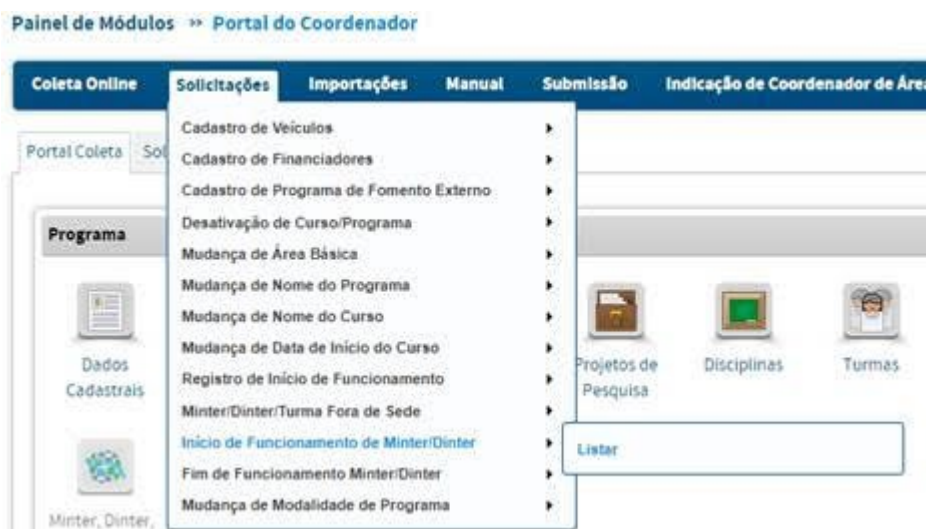 Painel de Módulos » Portal do Coordenador
Coleta Online Solicitações Importações Manual Submissão Indicação de Coordenador de Área
Portal Coleta Sol
Cadastro de Veículos
Cadastro de Financiadores
Cadastro de Programa de Fomento Externo
Desativação de Curso/Programa
Mudança de Área Básica
Mudança de Nome do Programa
Mudança de Nome do Curso
Mudança de Data de Início do Curso
Registro de Início de Funcionamento
Minter/Dinter/Turma Fora de Sede
Início de Funcionamento de Minter/Dinter
Fim de Funcionamento Minter/Dinter
Mudança de Modalidade de Programa
Listar
Programa
Dados
Cadastrais
Projetos de
Pesquisa
Disciplinas
Turmas
Minter, Dinter,